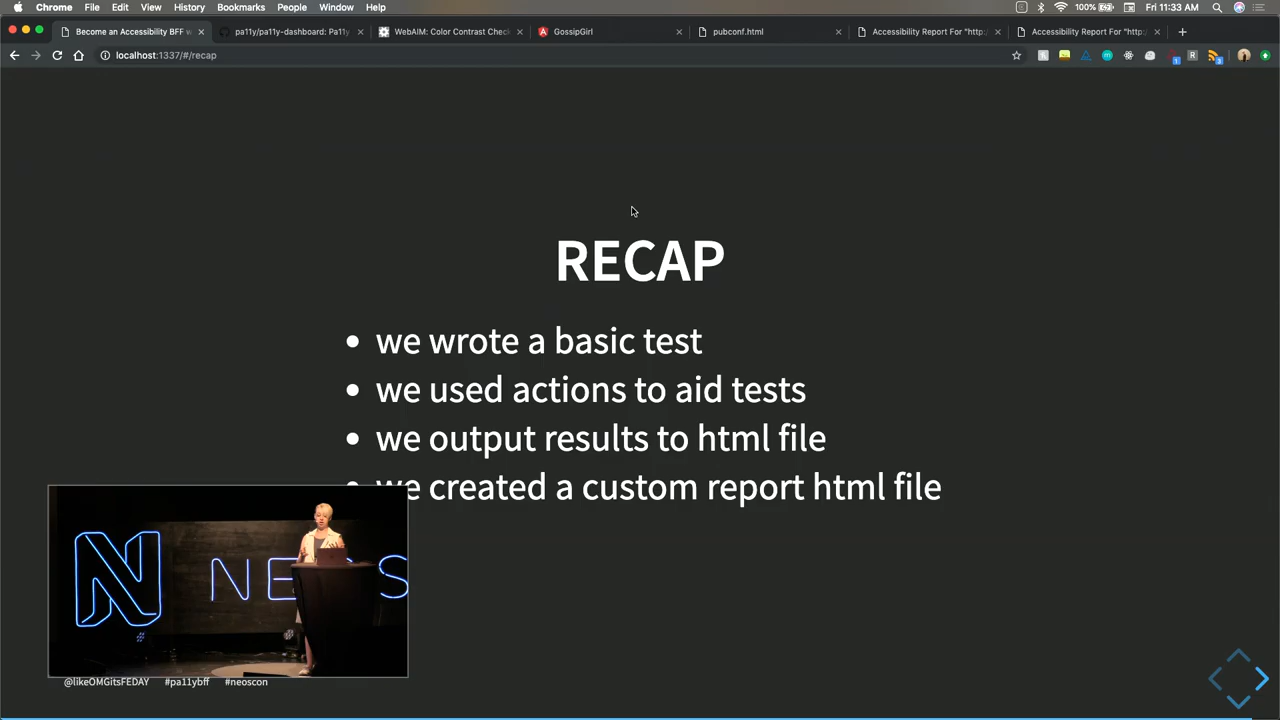 Chrome File Edit View History Bookmarks People Window Help 100% Fri 11:33 AM
Become an Accessibility BFF w pa11y/pa11y-dashboard: Pa11y WebAIM: Color Contrast Chec GossipGirl pubconf.html Accessibility Report For "http: Accessibility Report For "http:
localhost:1337/#/recap
RECAP
• we wrote a basic test
• we used actions to aid tests
• we output results to html file
• we created a custom report html file
N NEOS
@likeOMGitsFEDAY #pa11ybff #neoscon